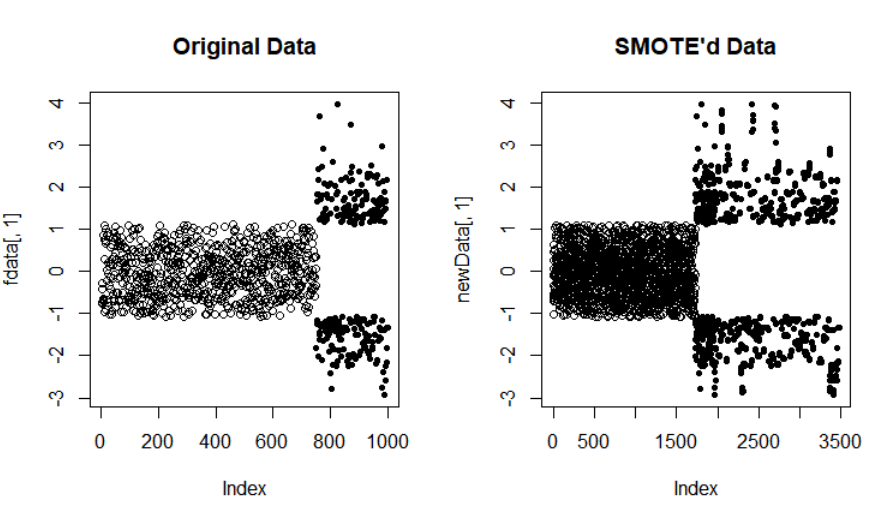 Original Data
fdata[, 1]
4
3
2
1
0
-1
-2
-3
0 200 400 600 800 1000
Index
SMOTE'd Data
newData[, 1]
4
3
2
1
0
-1
-2
-3
0 500 1500 2500 3500
Index